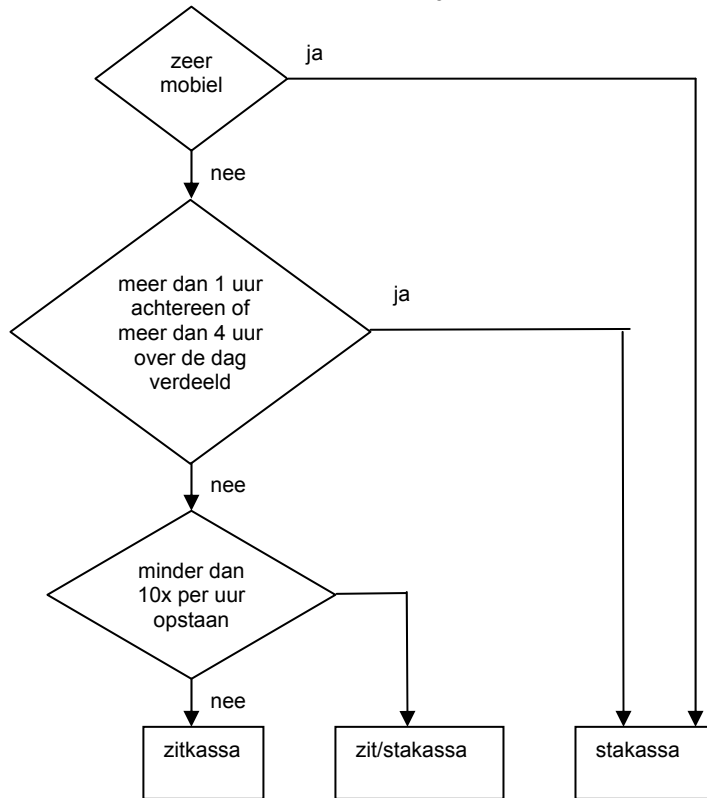 zeer
mobiel
ja
nee
meer dan 1 uur
achtereen of
meer dan 4 uur
over de dag
verdeeld
ja
nee
minder dan
10x per uur
opstaan
nee
zitkassa
zit/stakassa
stakassa